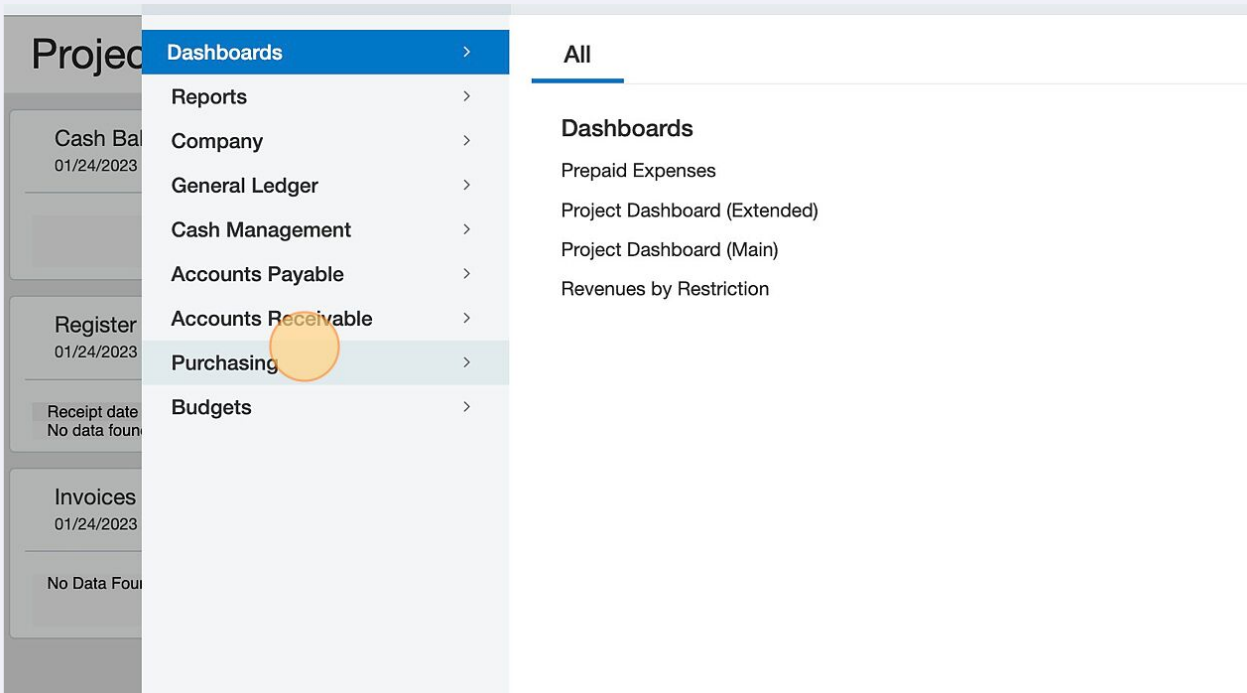 Projec
Cash Bal
01/24/2023
Register
01/24/2023
Receipt date
No data foun
Invoices
01/24/2023
No Data Foun
Dashboards
Reports
Company
General Ledger
Cash Management
Accounts Payable
Accounts Receivable
Purchasing
Budgets
All
Dashboards
Prepaid Expenses
Project Dashboard (Extended)
Project Dashboard (Main)
Revenues by Restriction